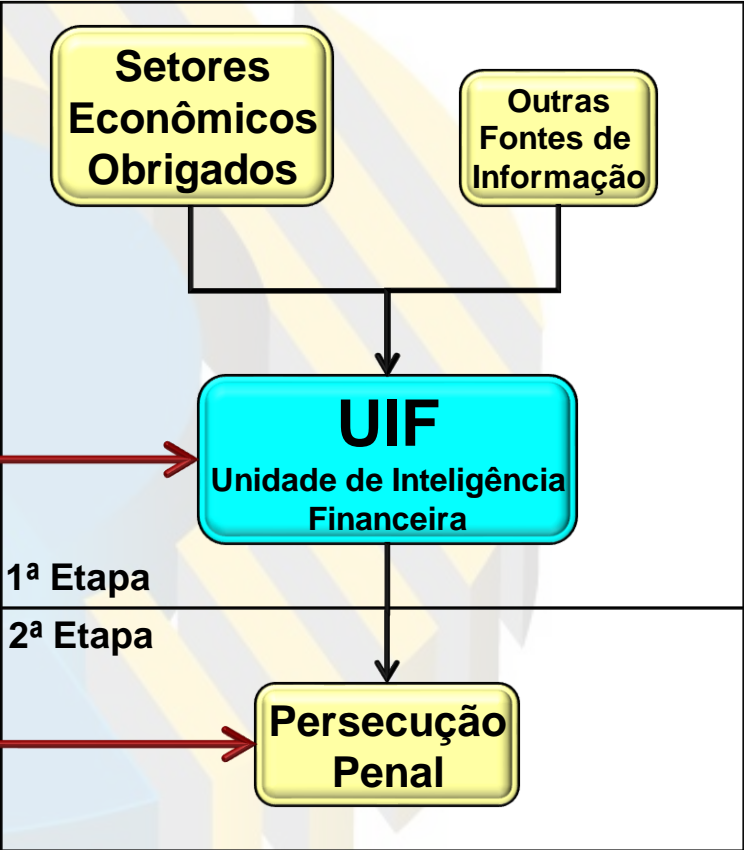 Setores
Econômicos
Obrigados
Outras
Fontes de
Informação
UIF
Unidade de Inteligência
Financeira
1ª Etapa
2ª Etapa
Persecução
Penal